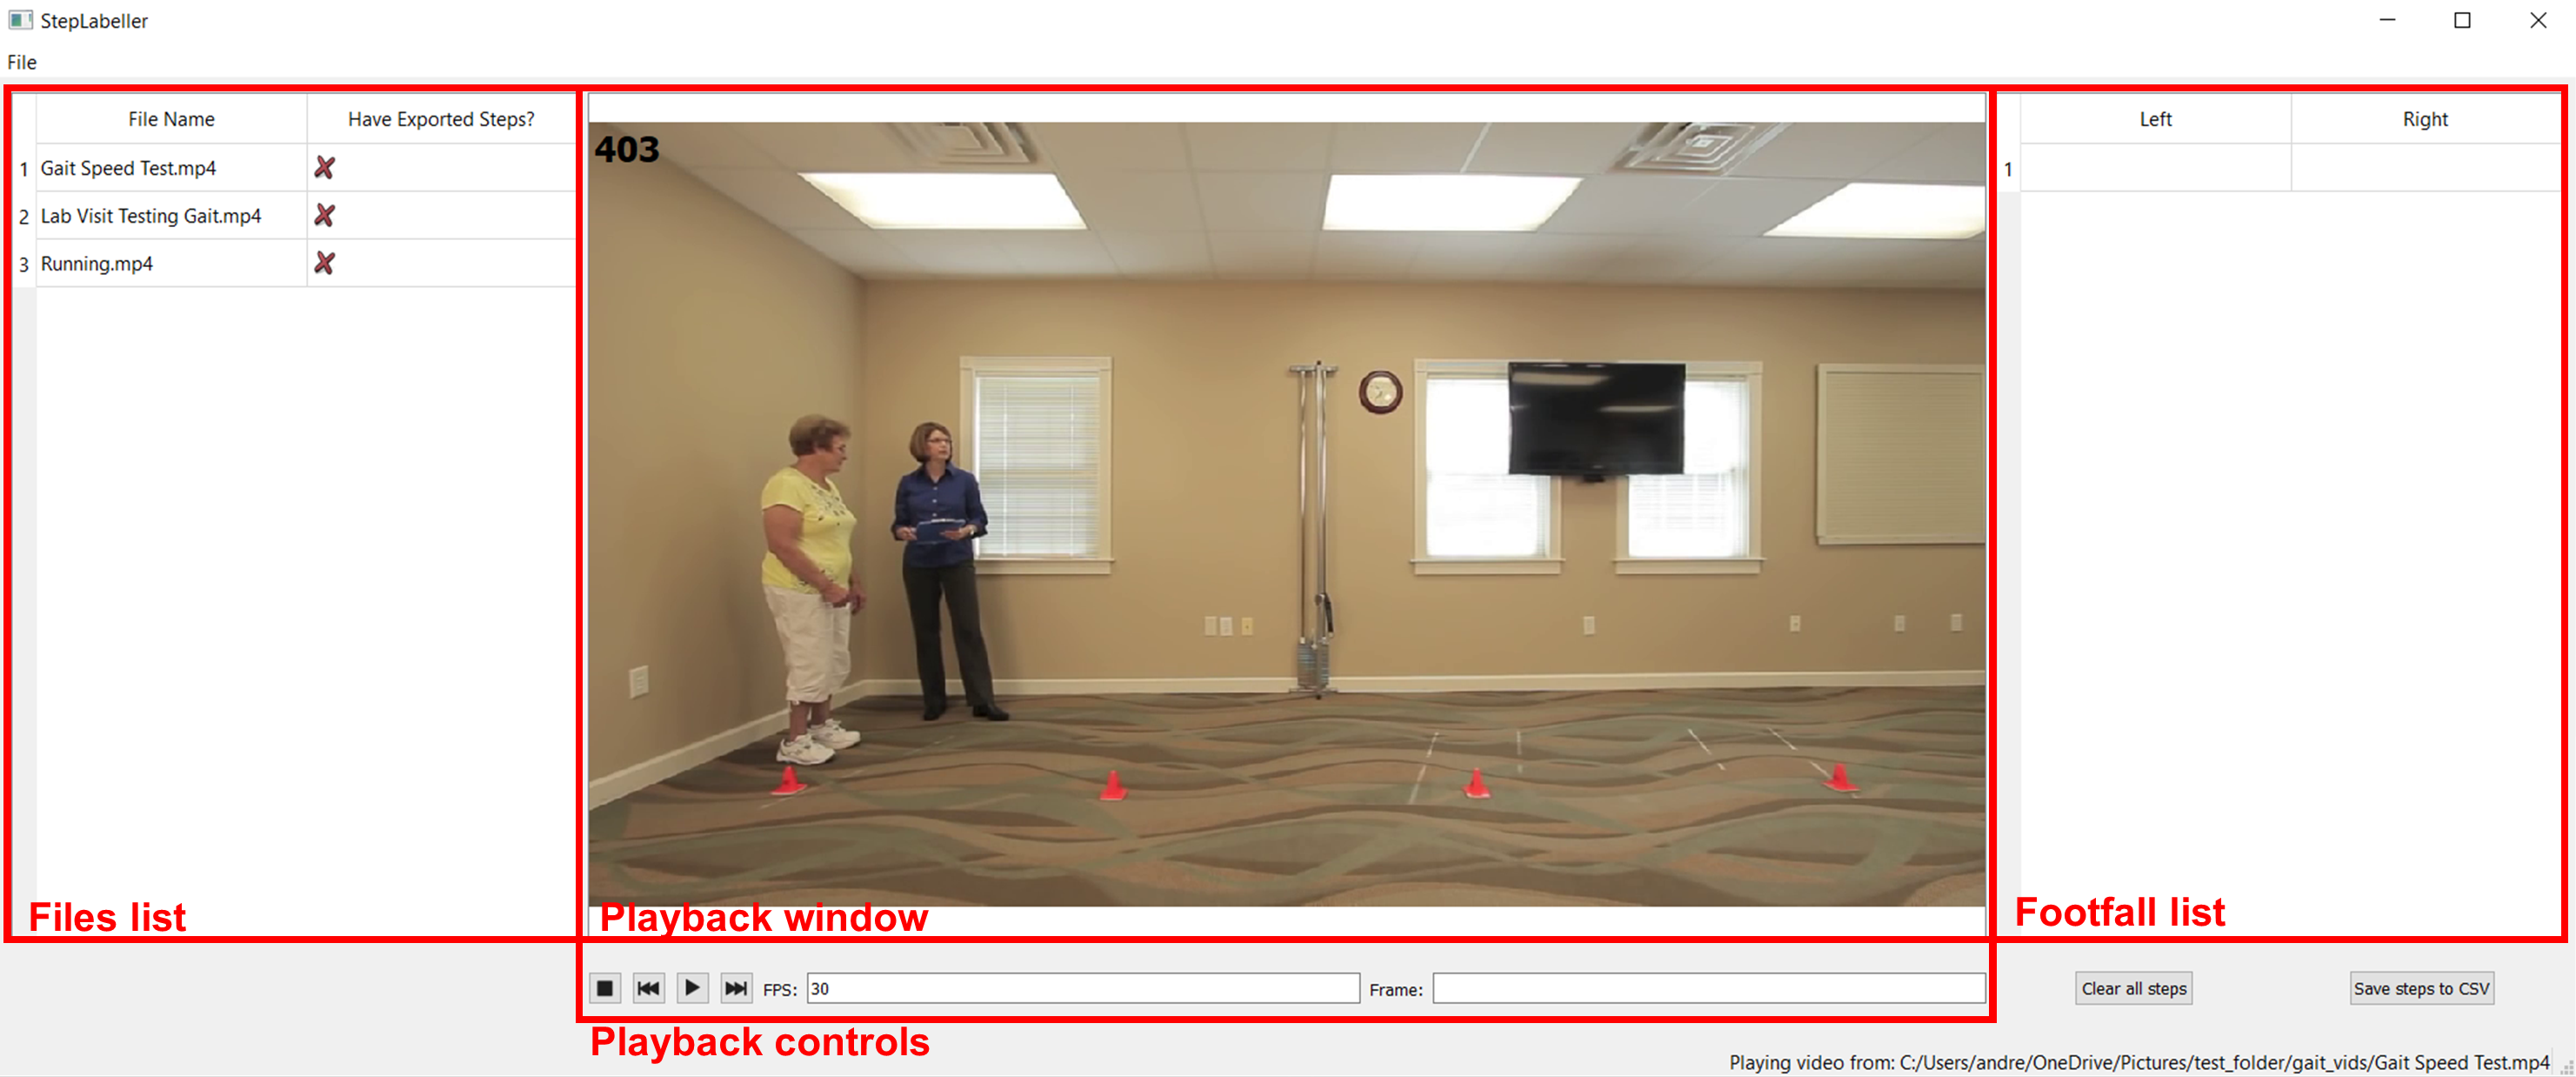 StepLabeller
File
File Name Have Exported Steps?
1 Gait Speed Test.mp4
2 Lab Visit Testing Gait.mp4
3 Running.mp4
Files list
403
Playback window
Left Right
1
Footfall list
FPS: 30 Frame:
Clear all steps Save steps to CSV
Playback controls
Playing video from: C:/Users/andre/OneDrive/Pictures/test_folder/gait_vids/Gait Speed Test.mp4